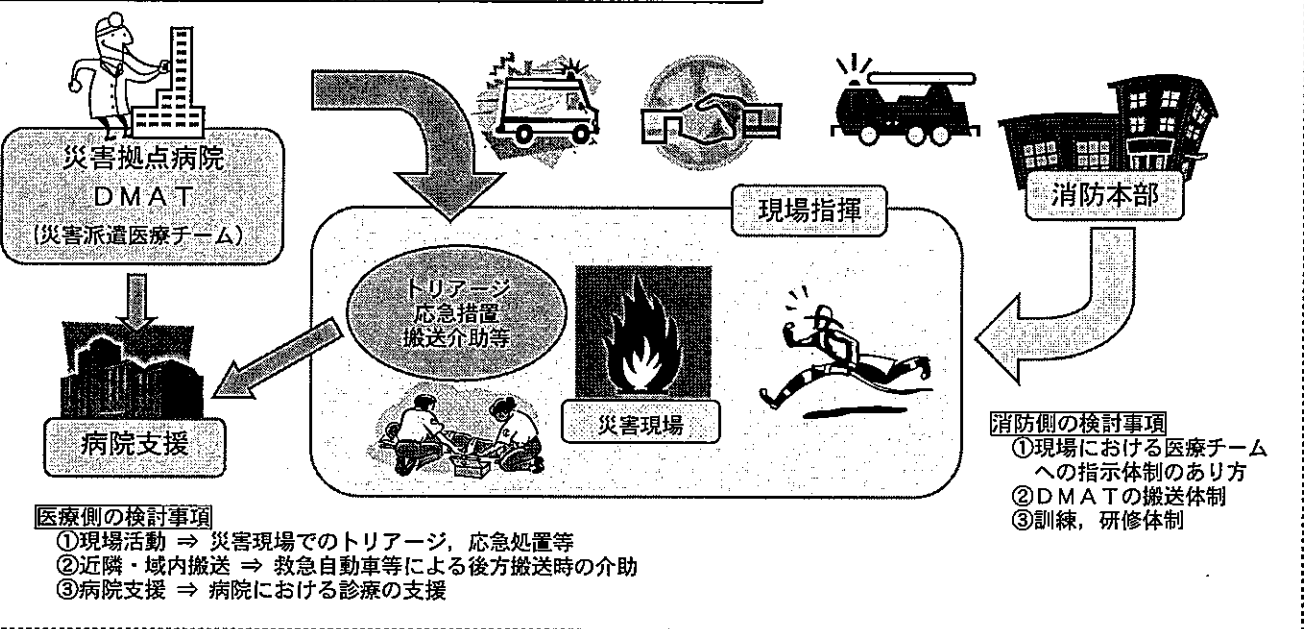 災害拠点病院
DMAT
(災害派遣医療チーム)
消防本部
現場指揮
トリアージ
応急措置
搬送介助等
災害現場
病院支援
消防側の検討事項
①現場における医療チーム
への指示体制のあり方
②DMATの搬送体制
③訓練，研修体制
医療側の検討事項
①現場活動 ⇒ 災害現場でのトリアージ，応急処置等
②近隣・域内搬送 ⇒ 救急自動車等による後方搬送時の介助
③病院支援 ⇒ 病院における診療の支援